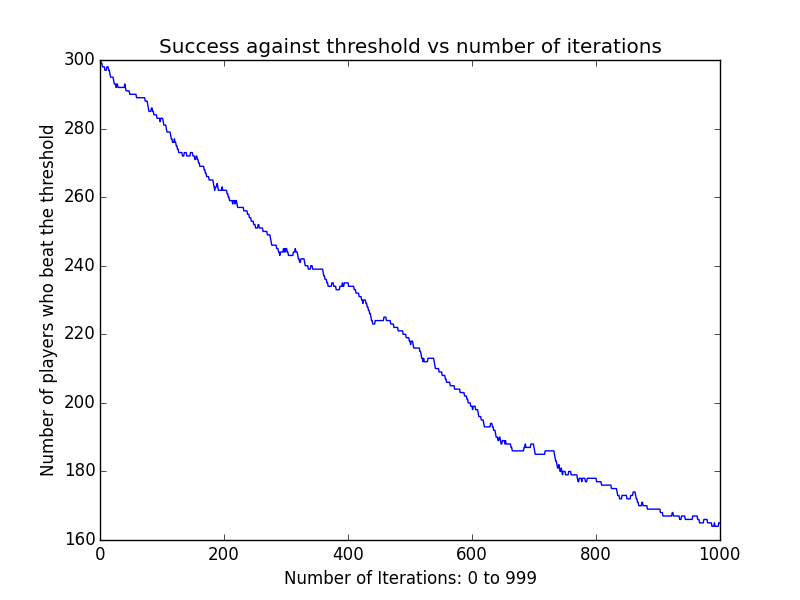 Success against threshold vs number of iterations
300
280
260
240
220
200
180
160
Number of players who beat the threshold
0 200 400 600 800 1000
Number of Iterations: 0 to 999